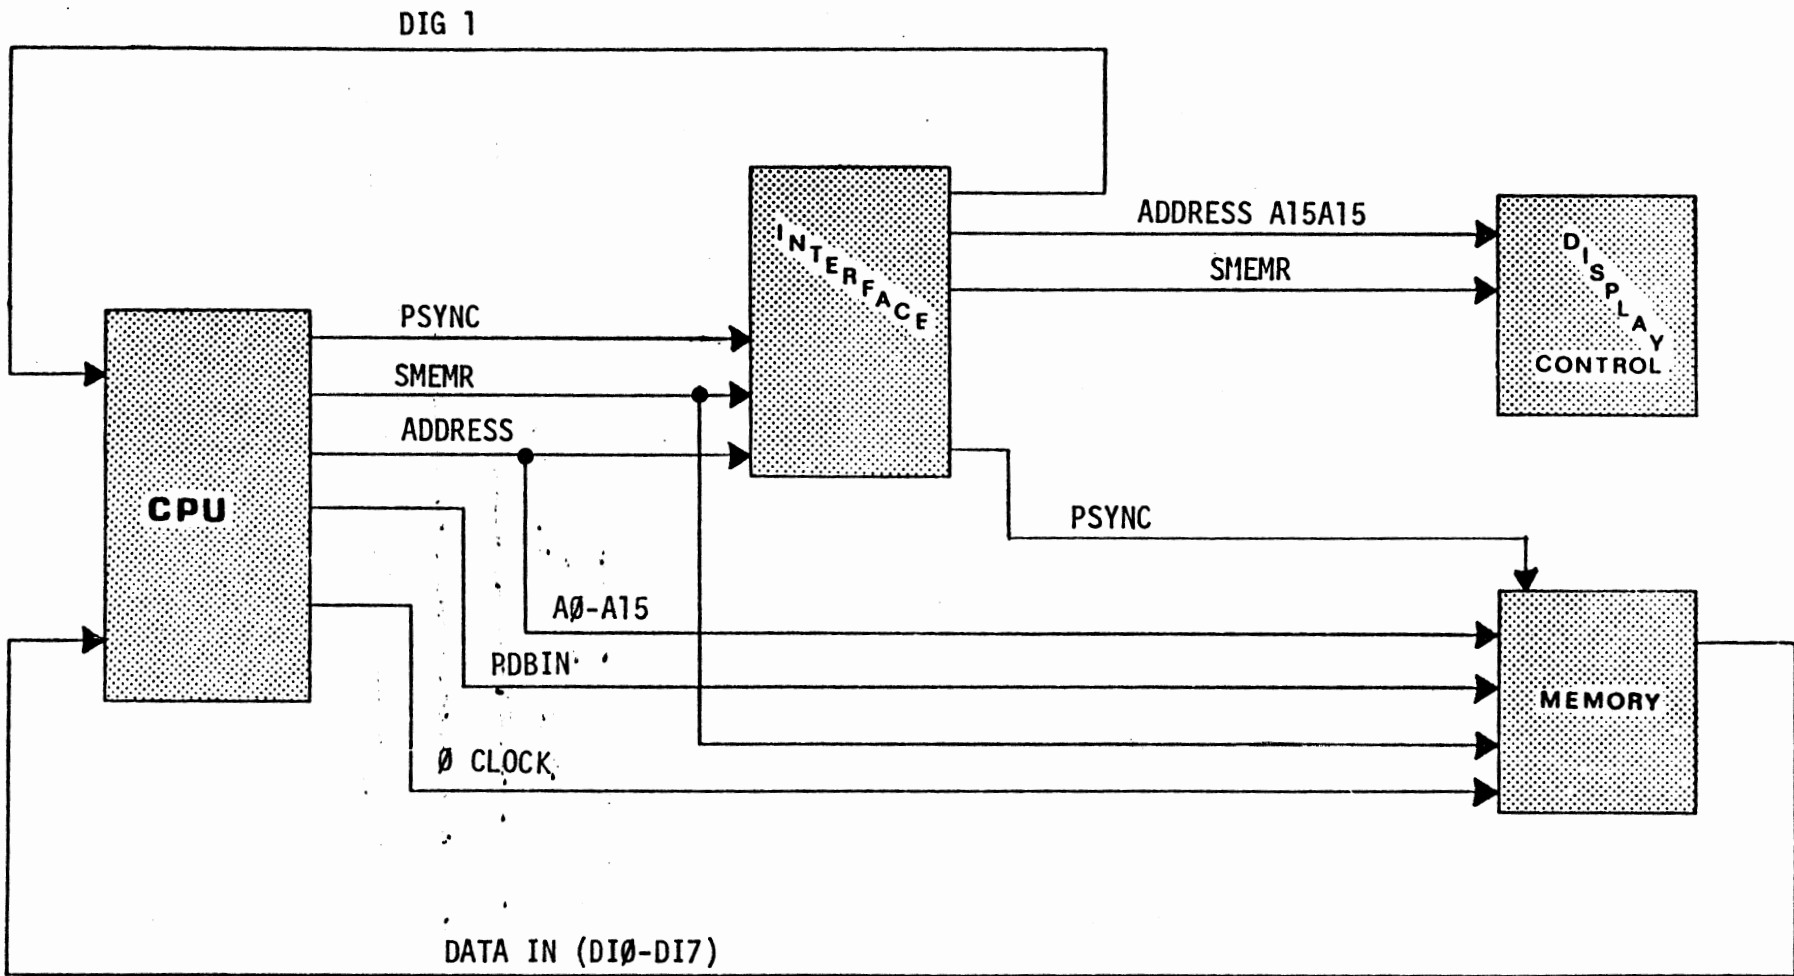 DIG 1
ADDRESS A15A15
INTERFACE
DISPLAY
SMEMR
PSYNC
CONTROL
SMEMR
ADDRESS
CPU
PSYNC
AØ-A15
PDBIN
MEMORY
Ø CLOCK
DATA IN (DIØ-DI7)